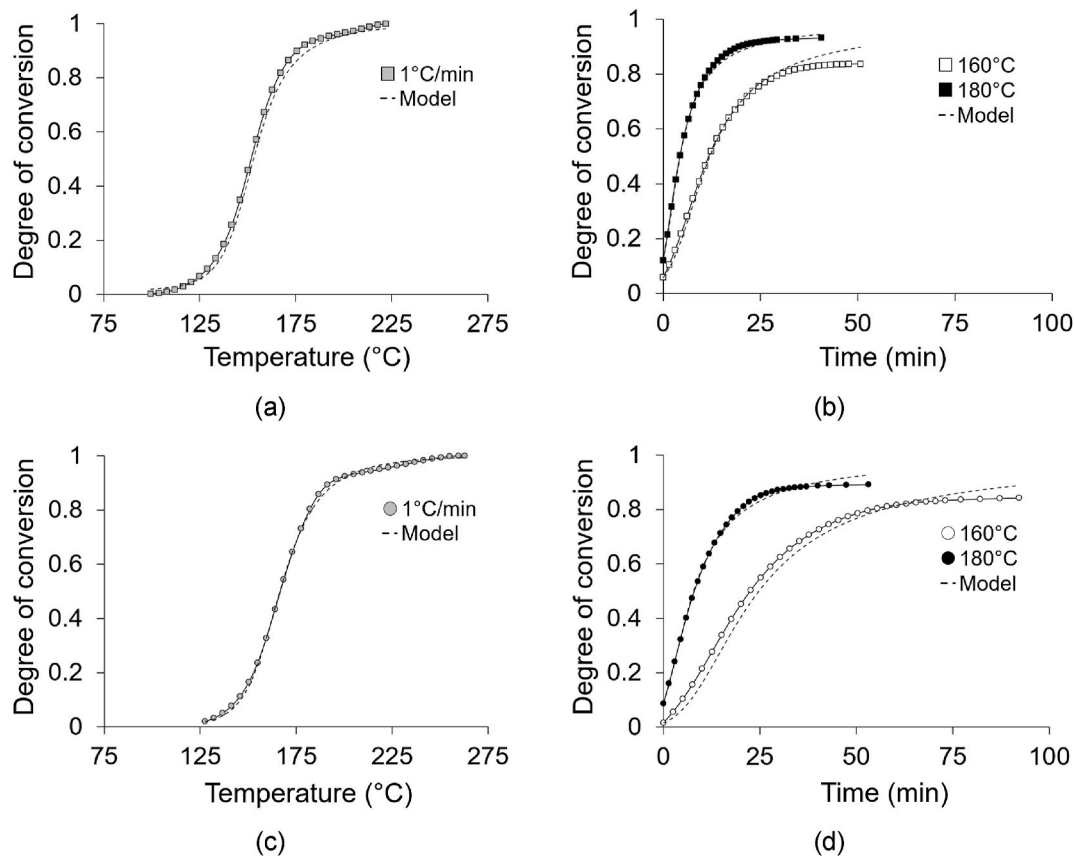 1
0.8
0.6
0.4
0.2
0
Degree of conversion
1°C/min
Model
75 125 175 225 275
Temperature (°C)
(a)
1
0.8
0.6
0.4
0.2
0
Degree of conversion
160°C
180°C
Model
0 25 50 75 100
Time (min)
(b)
1
0.8
0.6
0.4
0.2
0
Degree of conversion
1°C/min
Model
75 125 175 225 275
Temperature (°C)
(c)
1
0.8
0.6
0.4
0.2
0
Degree of conversion
160°C
180°C
Model
0 25 50 75 100
Time (min)
(d)